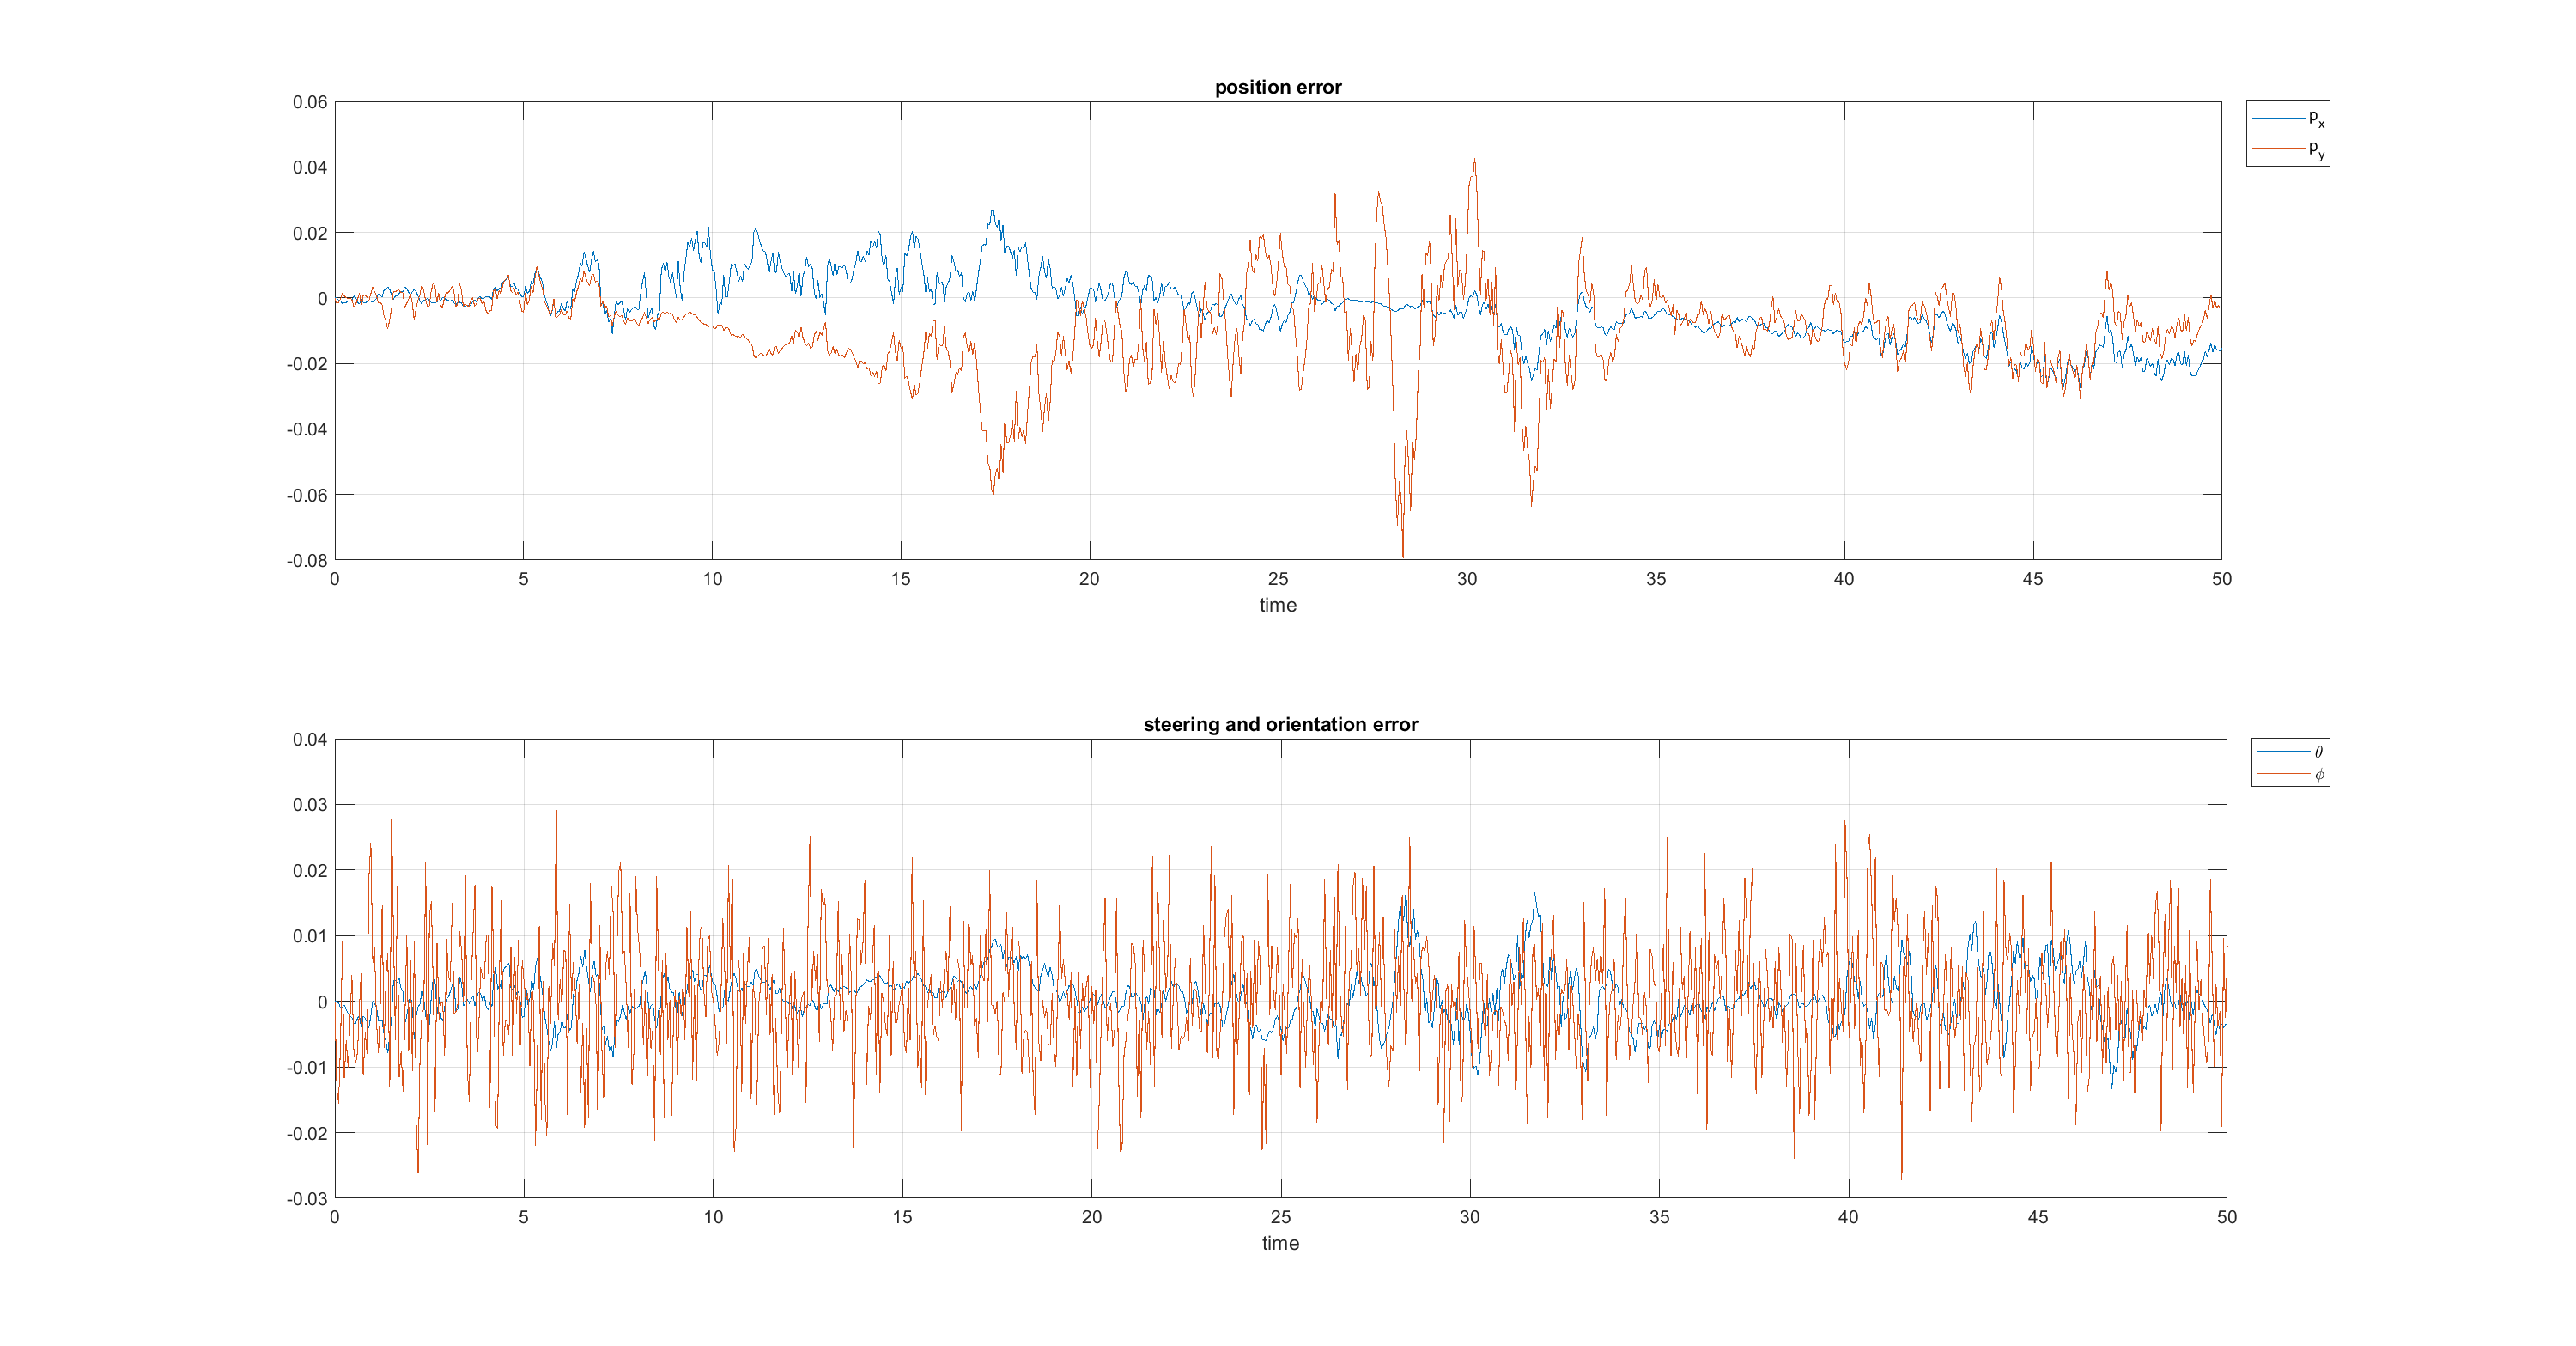 position error
0.06
0.04
0.02
0
-0.02
-0.04
-0.06
-0.08
0 5 10 15 20 25 30 35 40 45 50
time
p_x
p_y
steering and orientation error
0.04
0.03
0.02
0.01
0
-0.01
-0.02
-0.03
0 5 10 15 20 25 30 35 40 45 50
time
θ
ϕ